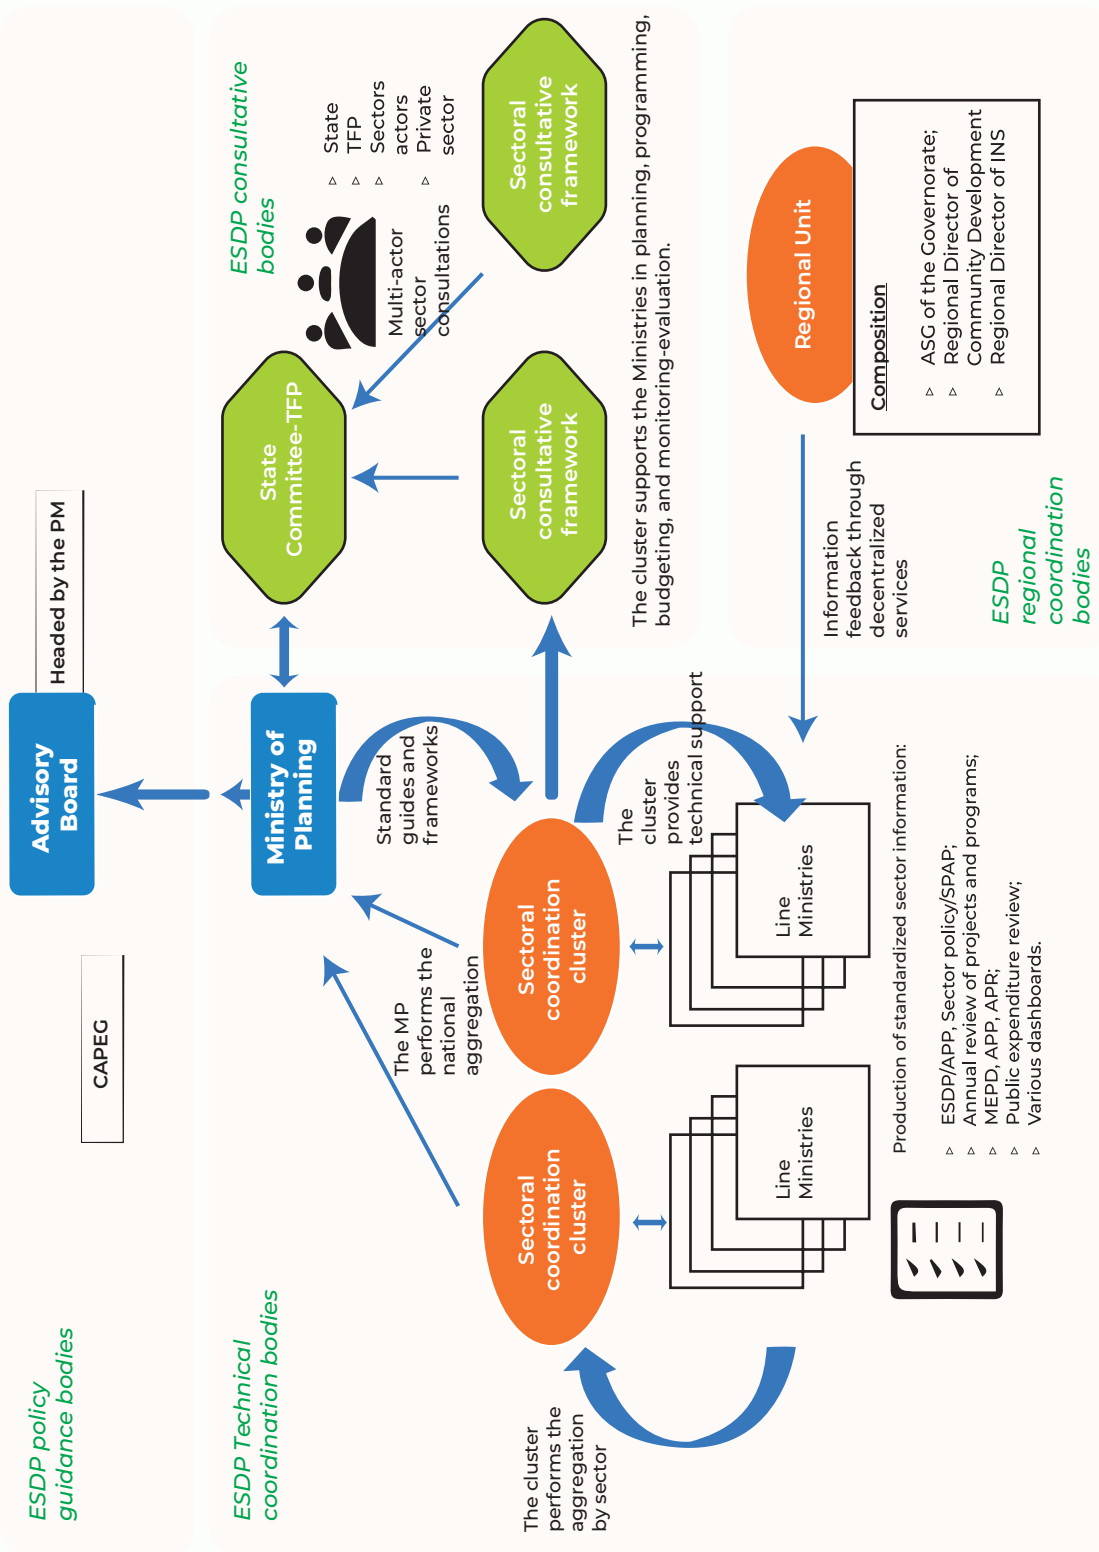 ESDP policy
guidance bodies
CAPEG
Advisory
Board
Headed by the PM
ESDP Technical
coordination bodies
Ministry of
Planning
Standard
guides and
frameworks
The MP
performs the
national
aggregation
The cluster
performs the
aggregation
by sector
Sectoral
coordination
cluster
Sectoral
coordination
cluster
The
cluster
provides
technical support
Line
Ministries
Line
Ministries
Production of standardized sector information:
▹ ESDP/APP, Sector policy/SPAP;
▹ Annual review of projects and programs;
▹ MEPD, APP, APR;
▹ Public expenditure review;
▹ Various dashboards.
ESDP consultative
bodies
State
Committee-TFP
Multi-actor
sector
consultations
▹ State
▹ TFP
▹ Sectors
actors
▹ Private
sector
Sectoral
consultative
framework
Sectoral
consultative
framework
The cluster supports the Ministries in planning, programming,
budgeting, and monitoring-evaluation.
Regional Unit
Composition
▹ ASG of the Governorate;
▹ Regional Director of
Community Development
▹ Regional Director of INS
Information
feedback through
decentralized
services
ESDP
regional
coordination
bodies